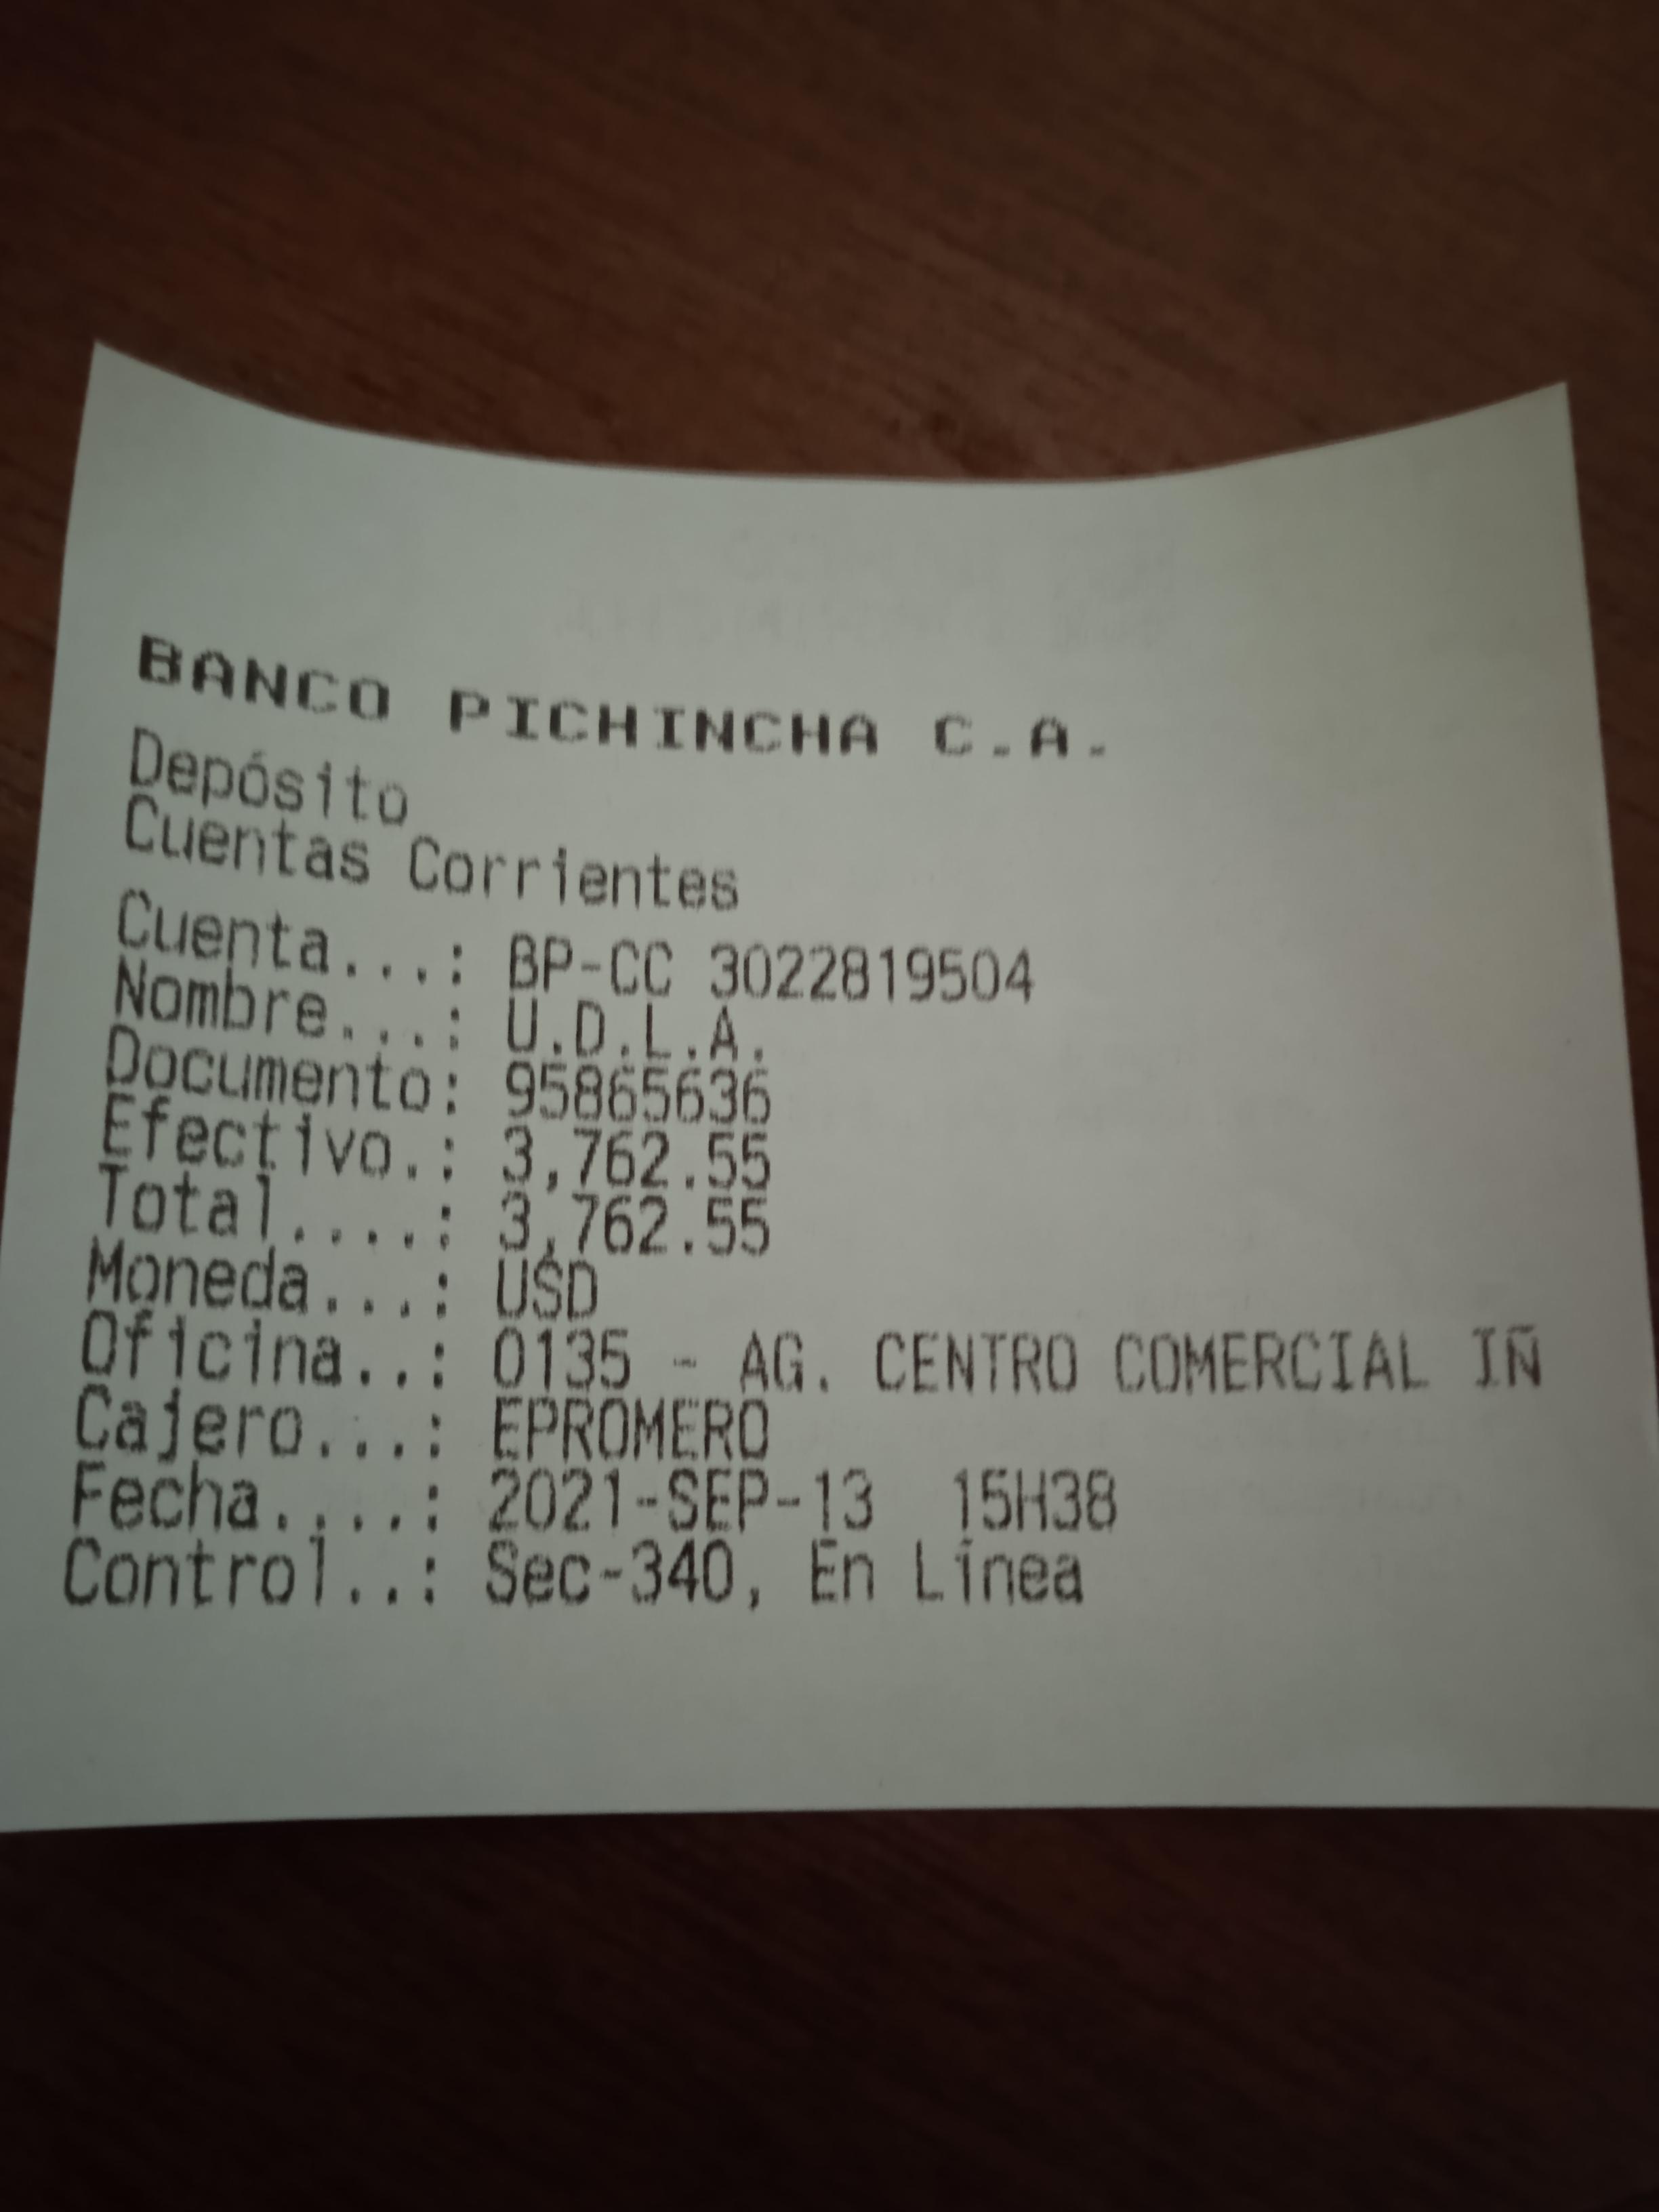 BANCO PICHINCHA C.A.
Depósito
Cuentas Corrientes
Cuenta...: BP-CC 3022819504
Nombre...: U.D.L.A.
Documento: 95865636
Efectivo.: 3,762.55
Total....: 3,762.55
Moneda...: USD
Oficina..: 0135 - AG. CENTRO COMERCIAL IÑ
Cajero...: EPROMERO
Fecha....: 2021-SEP-13 15H38
Control..: Sec-340, En Línea